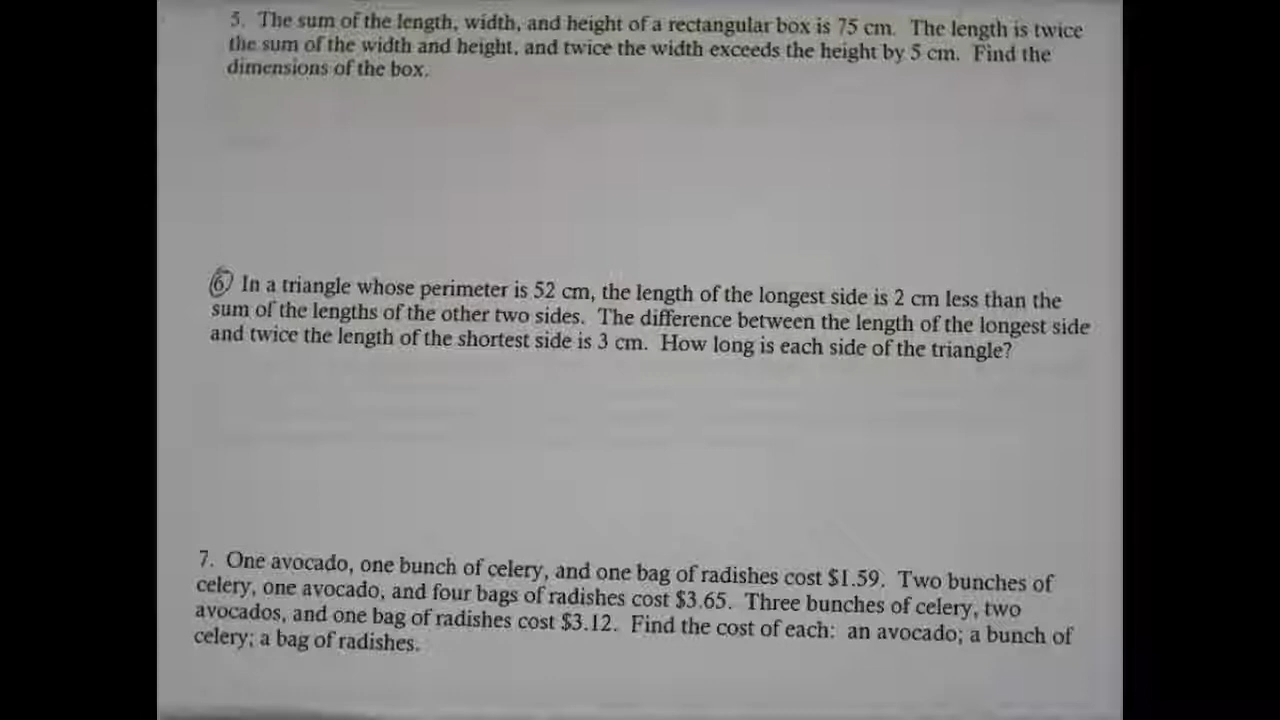 5. The sum of the length, width, and height of a rectangular box is 75 cm. The length is twice
the sum of the width and height, and twice the width exceeds the height by 5 cm. Find the
dimensions of the box.
6 In a triangle whose perimeter is 52 cm, the length of the longest side is 2 cm less than the
sum of the lengths of the other two sides. The difference between the length of the longest side
and twice the length of the shortest side is 3 cm. How long is each side of the triangle?
7. One avocado, one bunch of celery, and one bag of radishes cost $1.59. Two bunches of
celery, one avocado, and four bags of radishes cost $3.65. Three bunches of celery, two
avocados, and one bag of radishes cost $3.12. Find the cost of each: an avocado; a bunch of
celery; a bag of radishes.